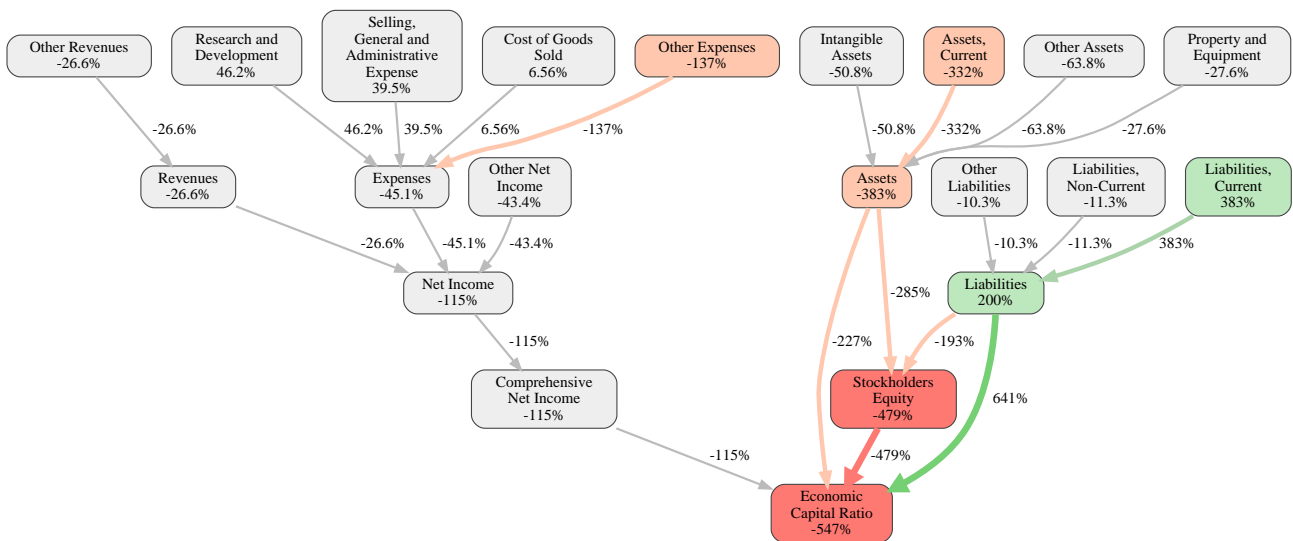 Other Revenues
-26.6%
Research and
Development
46.2%
Selling,
General and
Administrative
Expense
39.5%
Cost of Goods
Sold
6.56%
Other Expenses
-137%
Intangible
Assets
-50.8%
Assets,
Current
-332%
Other Assets
-63.8%
Property and
Equipment
-27.6%
-26.6%
46.2%
39.5%
6.56%
-137%
-50.8%
-332%
-63.8%
-27.6%
Revenues
-26.6%
Expenses
-45.1%
Other Net
Income
-43.4%
Assets
-383%
Other
Liabilities
-10.3%
Liabilities,
Non-Current
-11.3%
Liabilities,
Current
383%
-26.6%
-45.1%
-43.4%
-10.3%
-11.3%
383%
Net Income
-115%
-285%
Liabilities
200%
-115%
-227%
-193%
Comprehensive
Net Income
-115%
Stockholders
Equity
-479%
641%
-115%
-479%
Economic
Capital Ratio
-547%